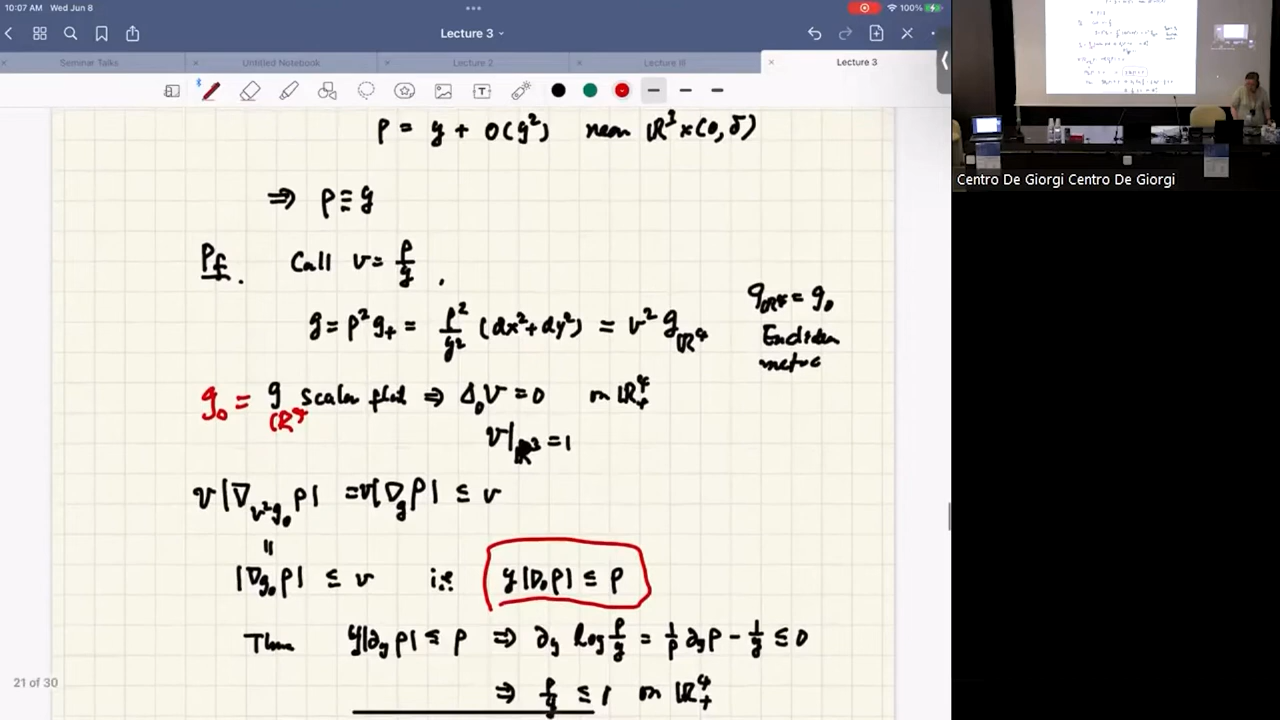 10:07 AM Wed Jun 8
100%
Lecture 3
Seminar Talks
Untitled Notebook
Lecture 2
Lecture III
Lecture 3
ρ = y + O(y²) near ℝ³×(0,δ)
⇒ ρ ≡ y
Pf. Call v = ρ/y .
g = ρ² g₊ = ρ²/y² (dx²+dy²) = v² g_ℝ⁴
g_ℝ⁴ = g₀
Euclidean
metric
g₀ = g_ℝ⁴ scalar flat ⇒ Δ₀v = 0 on ℝ⁴₊
v|_ℝ³ = 1
v|∇_{v²g₀} ρ| = v|∇_g ρ| ≤ v
||
|∇_{g₀} ρ| ≤ v i.e. y|∇₀ρ| ≤ ρ
Thus y|∂_y ρ| ≤ ρ ⇒ ∂_y log ρ/y = 1/ρ ∂_y ρ − 1/y ≤ 0
⇒ ρ/y ≤ 1 on ℝ⁴₊
21 of 30
Centro De Giorgi Centro De Giorgi